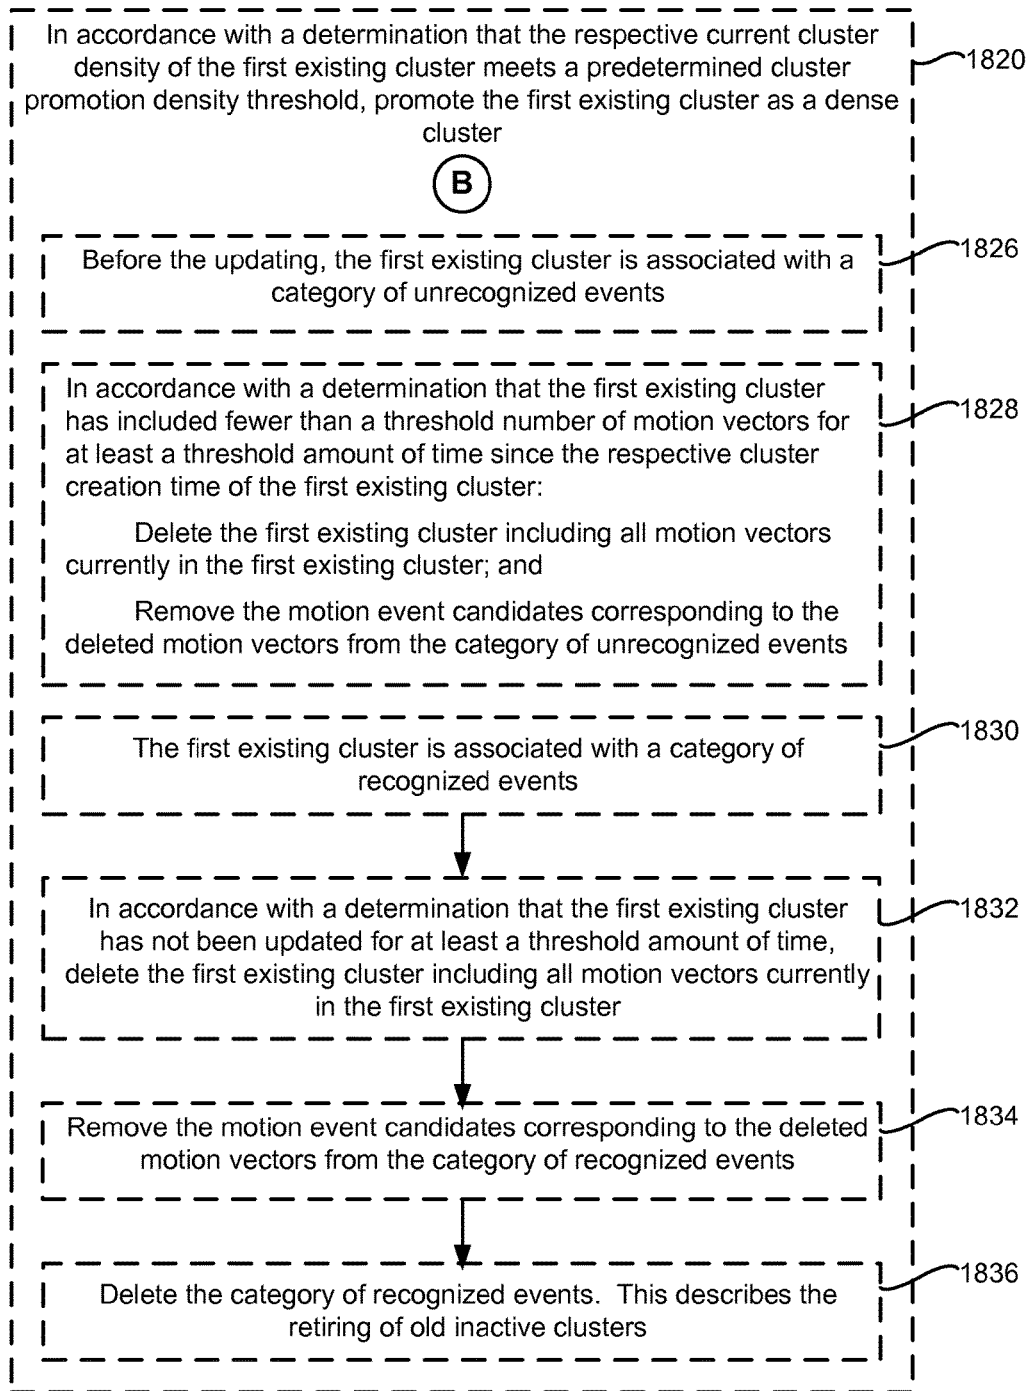 In accordance with a determination that the respective current cluster
density of the first existing cluster meets a predetermined cluster
promotion density threshold, promote the first existing cluster as a dense
cluster
1820
B
Before the updating, the first existing cluster is associated with a
category of unrecognized events
1826
In accordance with a determination that the first existing cluster
has included fewer than a threshold number of motion vectors for
at least a threshold amount of time since the respective cluster
creation time of the first existing cluster:
Delete the first existing cluster including all motion vectors
currently in the first existing cluster; and
Remove the motion event candidates corresponding to the
deleted motion vectors from the category of unrecognized events
1828
The first existing cluster is associated with a category of
recognized events
1830
In accordance with a determination that the first existing cluster
has not been updated for at least a threshold amount of time,
delete the first existing cluster including all motion vectors currently
in the first existing cluster
1832
Remove the motion event candidates corresponding to the deleted
motion vectors from the category of recognized events
1834
Delete the category of recognized events.  This describes the
retiring of old inactive clusters
1836